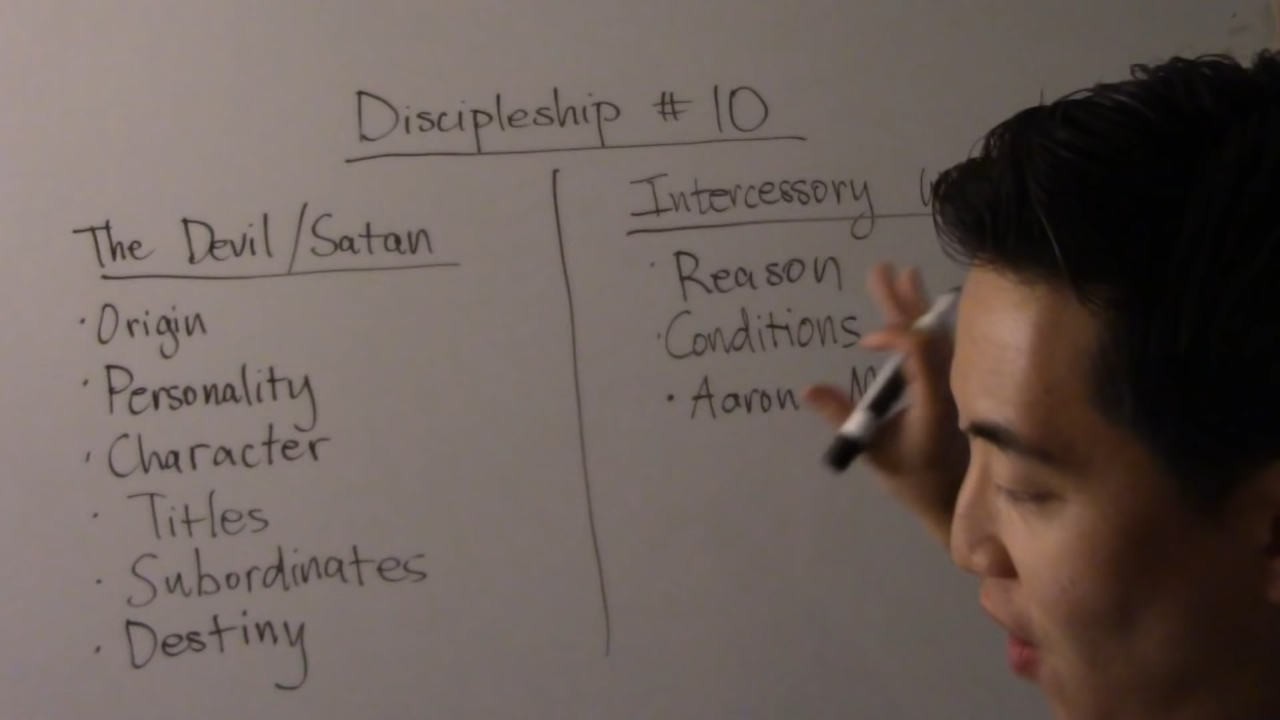 Discipleship # 10
The Devil/Satan
· Origin
· Personality
· Character
· Titles
· Subordinates
· Destiny
Intercessory
· Reason
· Conditions
· Aaron